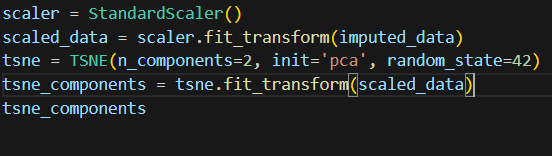 scaler = StandardScaler()
scaled_data = scaler.fit_transform(imputed_data)
tsne = TSNE(n_components=2, init='pca', random_state=42)
tsne_components = tsne.fit_transform(scaled_data)
tsne_components